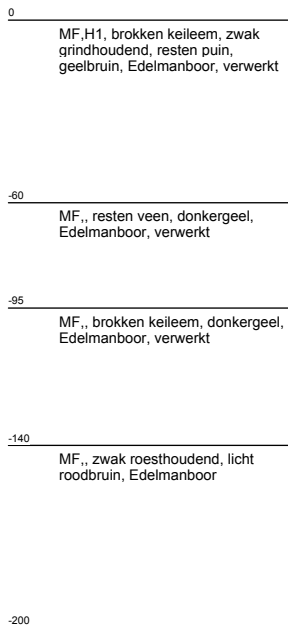 0
MF,H1, brokken keileem, zwak
grindhoudend, resten puin,
geelbruin, Edelmanboor, verwerkt
-60
MF,, resten veen, donkergeel,
Edelmanboor, verwerkt
-95
MF,, brokken keileem, donkergeel,
Edelmanboor, verwerkt
-140
MF,, zwak roesthoudend, licht
roodbruin, Edelmanboor
-200